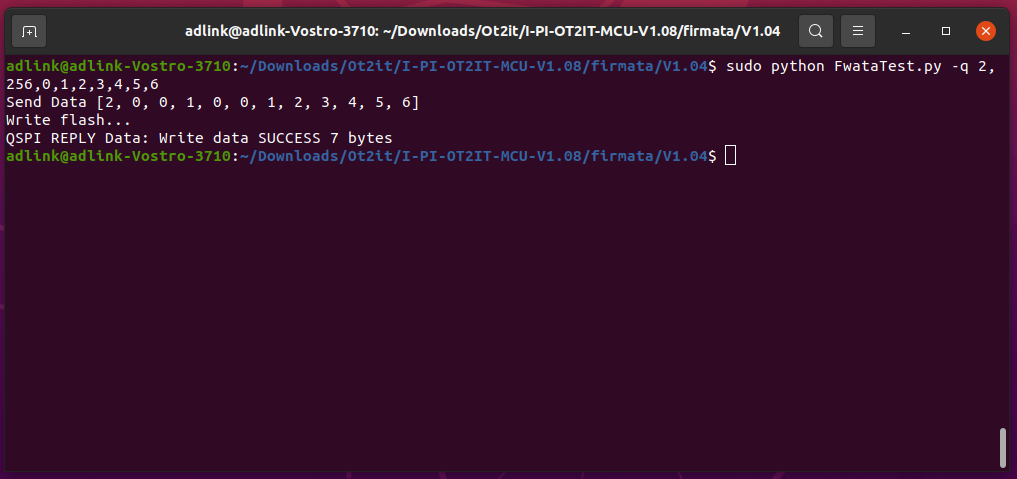 adlink@adlink-Vostro-3710: ~/Downloads/Ot2it/I-PI-OT2IT-MCU-V1.08/firmata/V1.04
adlink@adlink-Vostro-3710:~/Downloads/Ot2it/I-PI-OT2IT-MCU-V1.08/firmata/V1.04$ sudo python FwataTest.py -q 2,
256,0,1,2,3,4,5,6
Send Data [2, 0, 0, 1, 0, 0, 1, 2, 3, 4, 5, 6]
Write flash...
QSPI REPLY Data: Write data SUCCESS 7 bytes
adlink@adlink-Vostro-3710:~/Downloads/Ot2it/I-PI-OT2IT-MCU-V1.08/firmata/V1.04$